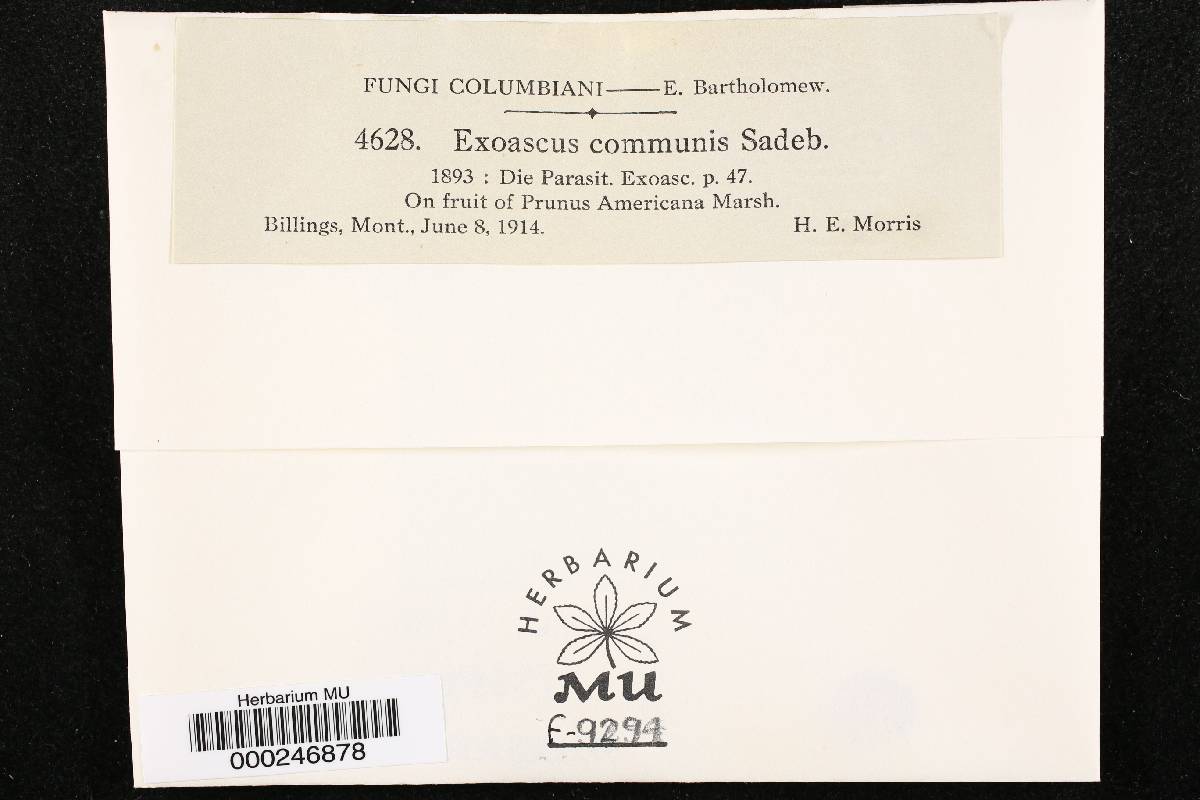 FUNGI COLUMBIANI——E. Bartholomew.
4628. Exoascus communis Sadeb.
1893 : Die Parasit. Exoasc. p. 47.
On fruit of Prunus Americana Marsh.
Billings, Mont., June 8, 1914. H. E. Morris
HERBARIUM
MU
F-9294
Herbarium MU
000246878